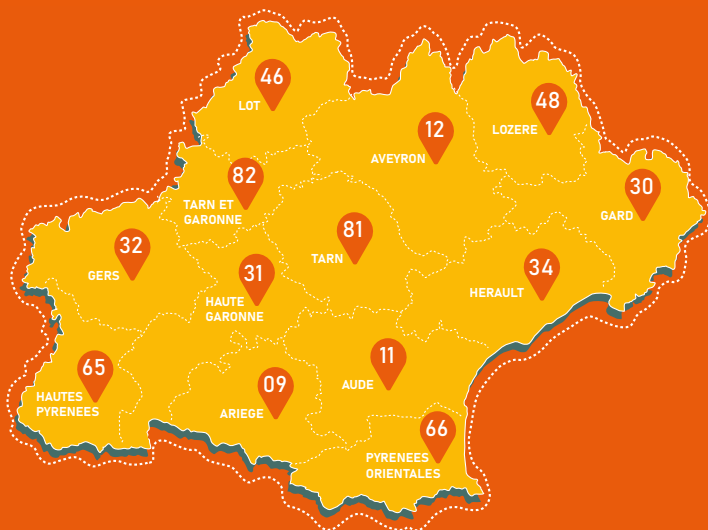 46
LOT
48
LOZERE
12
AVEYRON
30
GARD
82
TARN ET
GARONNE
81
TARN
32
GERS
31
HAUTE
GARONNE
34
HERAULT
65
HAUTES
PYRENEES
09
ARIEGE
11
AUDE
66
PYRENEES
ORIENTALES